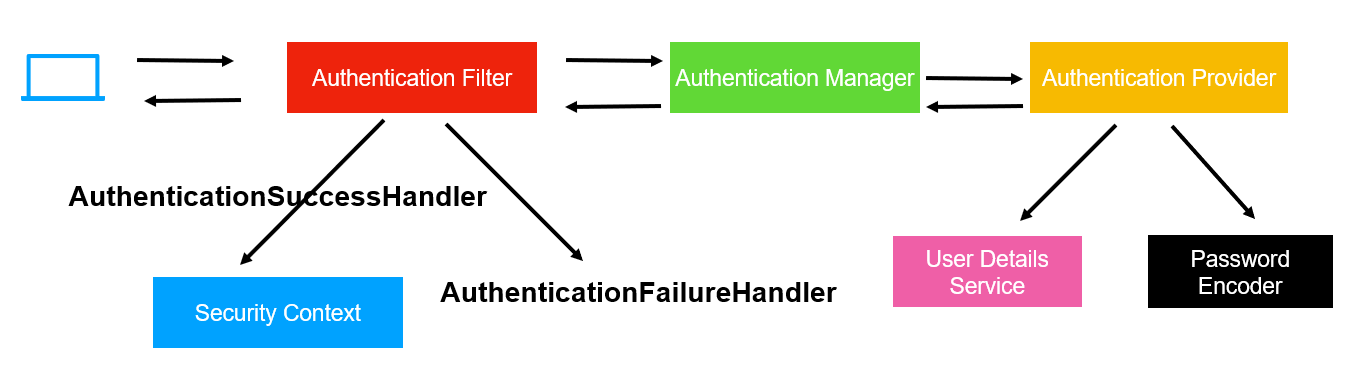 Authentication Filter
Authentication Manager
Authentication Provider
AuthenticationSuccessHandler
Security Context
AuthenticationFailureHandler
User Details
Service
Password
Encoder